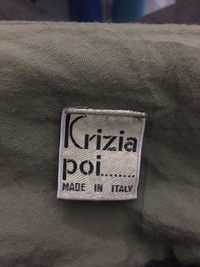 Krizia
poi........
MADE IN ITALY